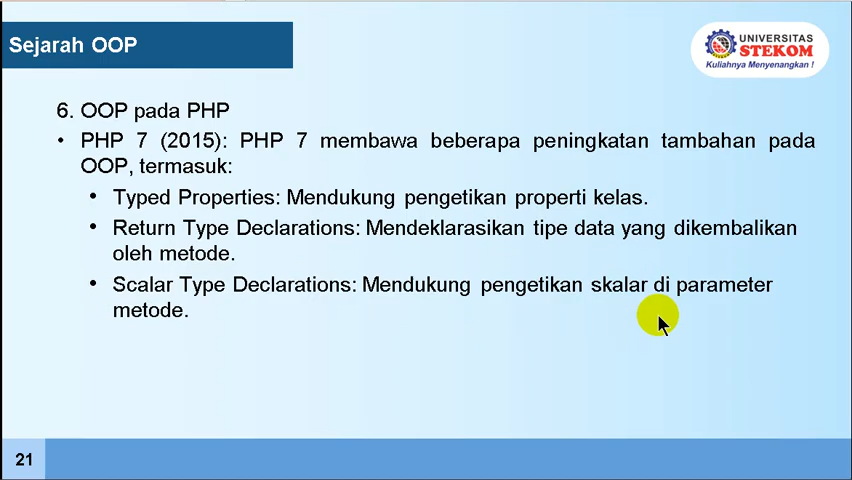 Sejarah OOP
UNIVERSITAS
STEKOM
Kuliahnya Menyenangkan !
6. OOP pada PHP
• PHP 7 (2015): PHP 7 membawa beberapa peningkatan tambahan pada
OOP, termasuk:
• Typed Properties: Mendukung pengetikan properti kelas.
• Return Type Declarations: Mendeklarasikan tipe data yang dikembalikan
oleh metode.
• Scalar Type Declarations: Mendukung pengetikan skalar di parameter
metode.
21